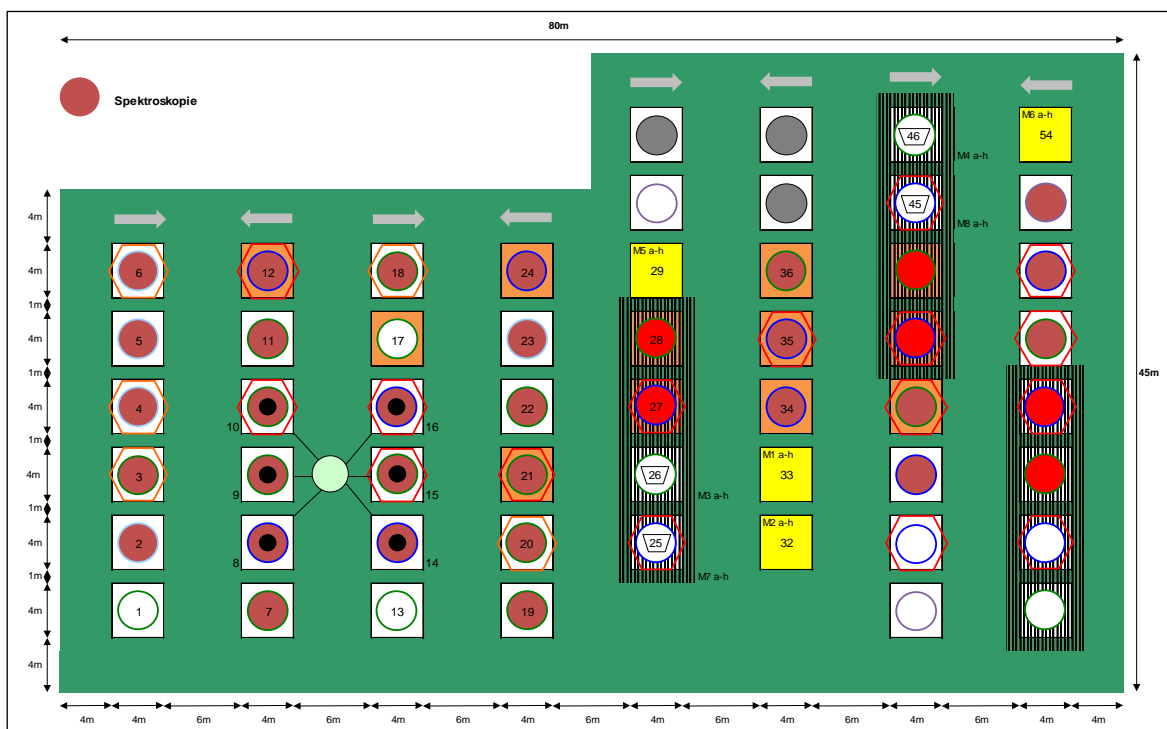 80m
Spektroskopie
46
M4 a-h
M6 a-h
54
45
M8 a-h
4m
6
12
18
24
M5 a-h
29
36
4m
1m
5
11
17
23
28
35
4m
45m
1m
4
10
16
22
27
34
4m
1m
3
9
15
21
26
M3 a-h
M1 a-h
33
4m
1m
2
8
14
20
25
M7 a-h
M2 a-h
32
4m
1m
1
7
13
19
4m
4m
4m 4m 6m 4m 6m 4m 6m 4m 6m 4m 6m 4m 6m 4m 6m 4m 4m